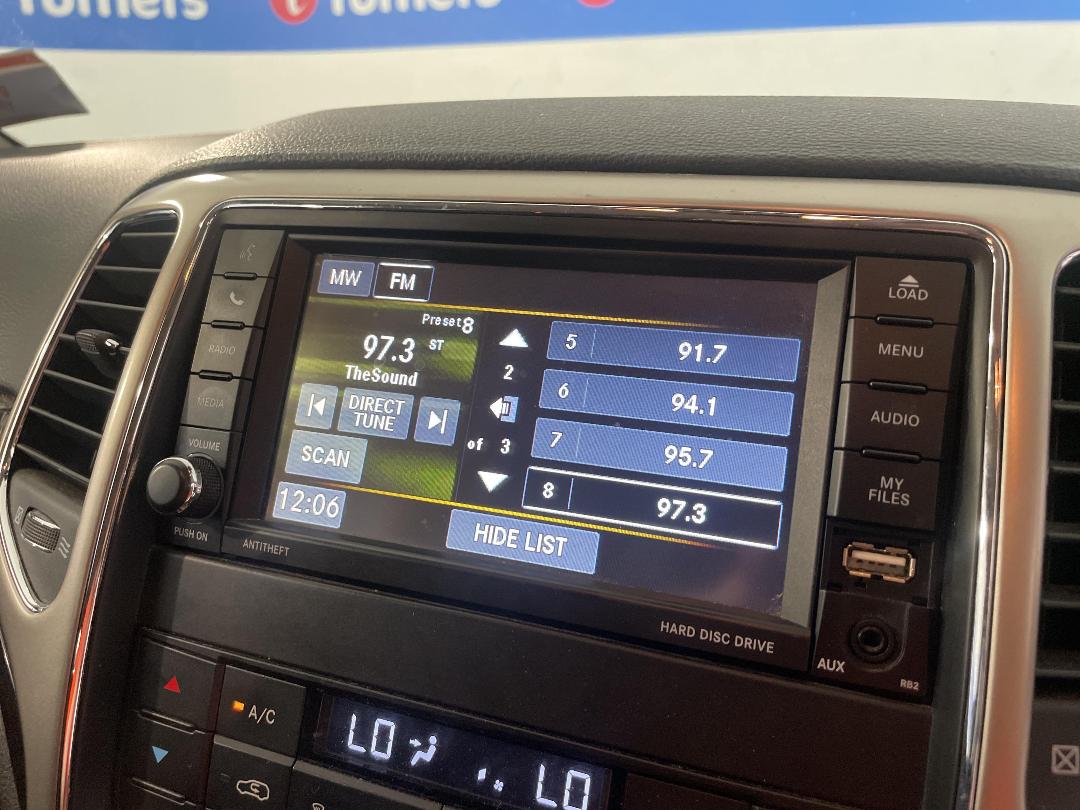 Tomers
Tomers
LOAD
MENU
AUDIO
MY
FILES
RADIO
MEDIA
VOLUME
PUSH ON
ANTITHEFT
MW FM
Preset 8
97.3 ST
TheSound
DIRECT
TUNE
SCAN
12:06
2
of 3
5 91.7
6 94.1
7 95.7
8 97.3
HIDE LIST
HARD DISC DRIVE
AUX
RB2
A/C
LO LO